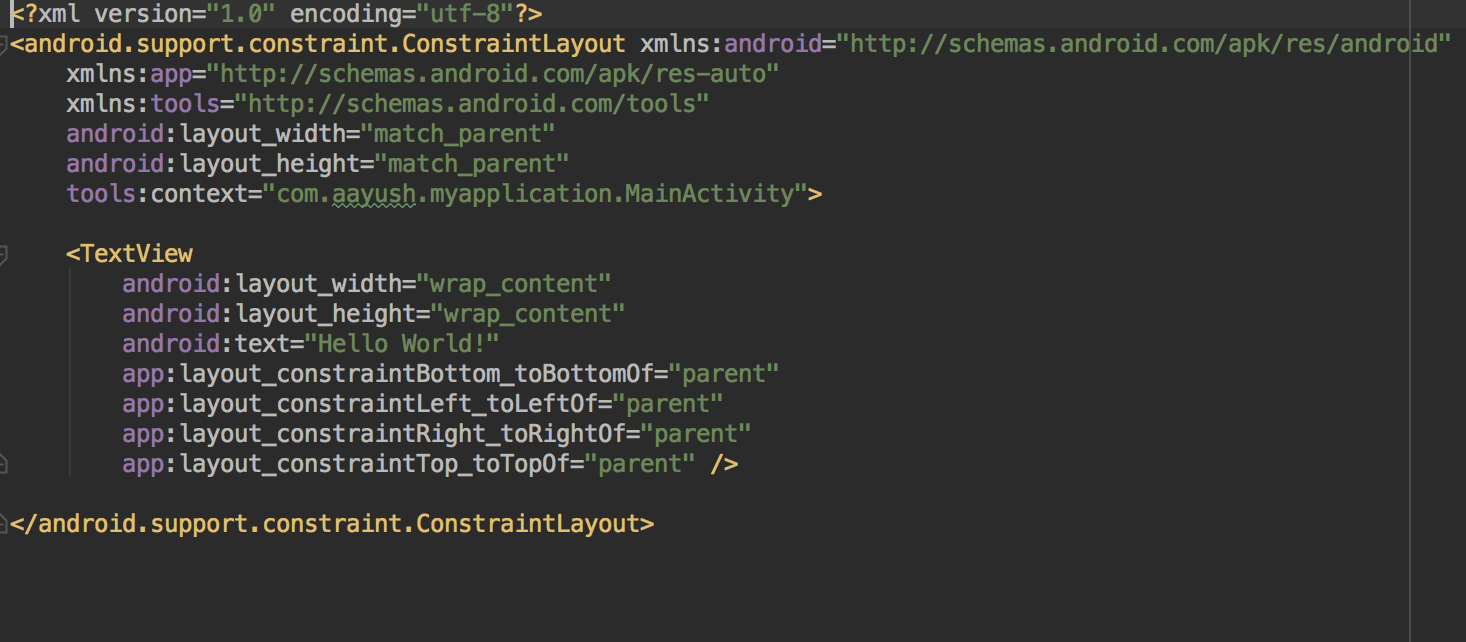 <?xml version="1.0" encoding="utf-8"?>
<android.support.constraint.ConstraintLayout xmlns:android="http://schemas.android.com/apk/res/android"
    xmlns:app="http://schemas.android.com/apk/res-auto"
    xmlns:tools="http://schemas.android.com/tools"
    android:layout_width="match_parent"
    android:layout_height="match_parent"
    tools:context="com.aayush.myapplication.MainActivity">

    <TextView
        android:layout_width="wrap_content"
        android:layout_height="wrap_content"
        android:text="Hello World!"
        app:layout_constraintBottom_toBottomOf="parent"
        app:layout_constraintLeft_toLeftOf="parent"
        app:layout_constraintRight_toRightOf="parent"
        app:layout_constraintTop_toTopOf="parent" />

</android.support.constraint.ConstraintLayout>